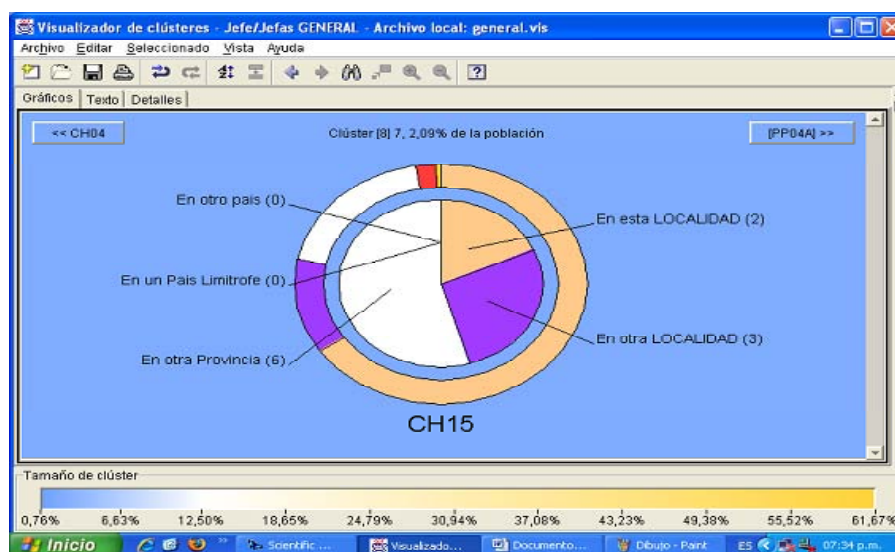 Visualizador de clústeres - Jefe/Jefas GENERAL - Archivo local: general.vis
Archivo Editar Seleccionado Vista Ayuda
Gráficos Texto Detalles
<< CH04
Clúster [8] 7, 2,09% de la población
[PP04A] >>
En otro pais (0)
En esta LOCALIDAD (2)
En un Pais Limitrofe (0)
En otra LOCALIDAD (3)
En otra Provincia (6)
CH15
Tamaño de clúster
0,76% 6,63% 12,50% 18,65% 24,79% 30,94% 37,08% 43,23% 49,38% 55,52% 61,67%
Inicio Scientific ... Visualizado... Documento... Dibujo - Paint ES 07:34 p.m.